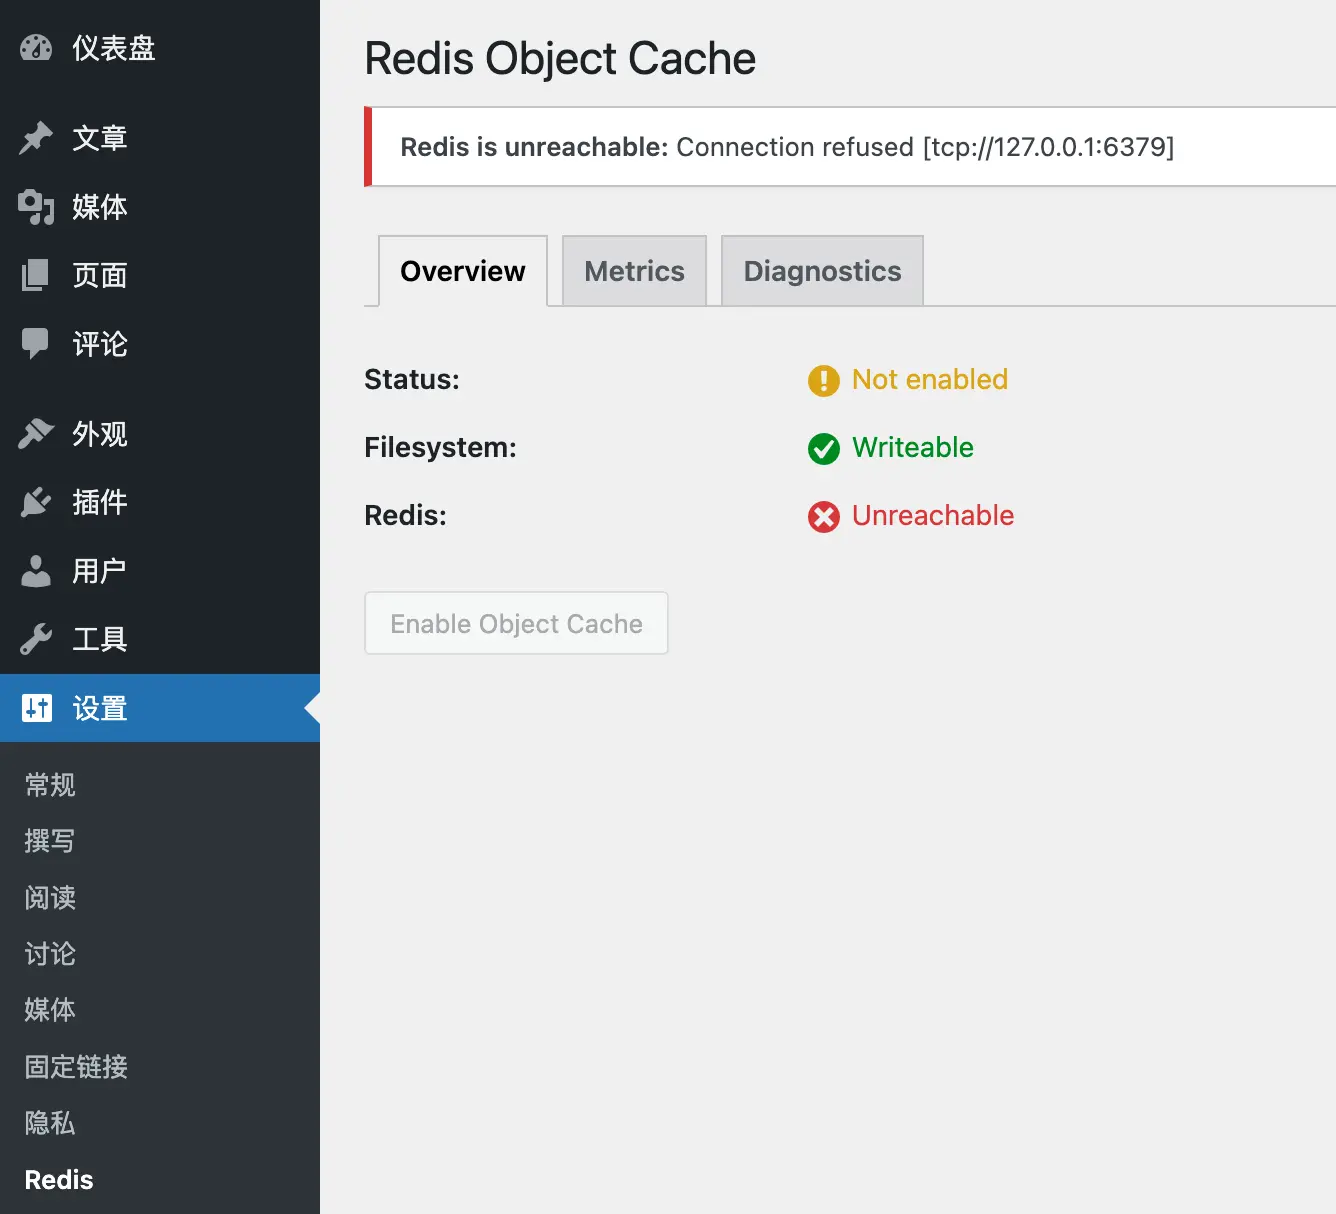 仪表盘
文章
媒体
页面
评论
外观
插件
用户
工具
设置
常规
撰写
阅读
讨论
媒体
固定链接
隐私
Redis
Redis Object Cache
Redis is unreachable: Connection refused [tcp://127.0.0.1:6379]
Overview Metrics Diagnostics
Status: Not enabled
Filesystem: Writeable
Redis: Unreachable
Enable Object Cache